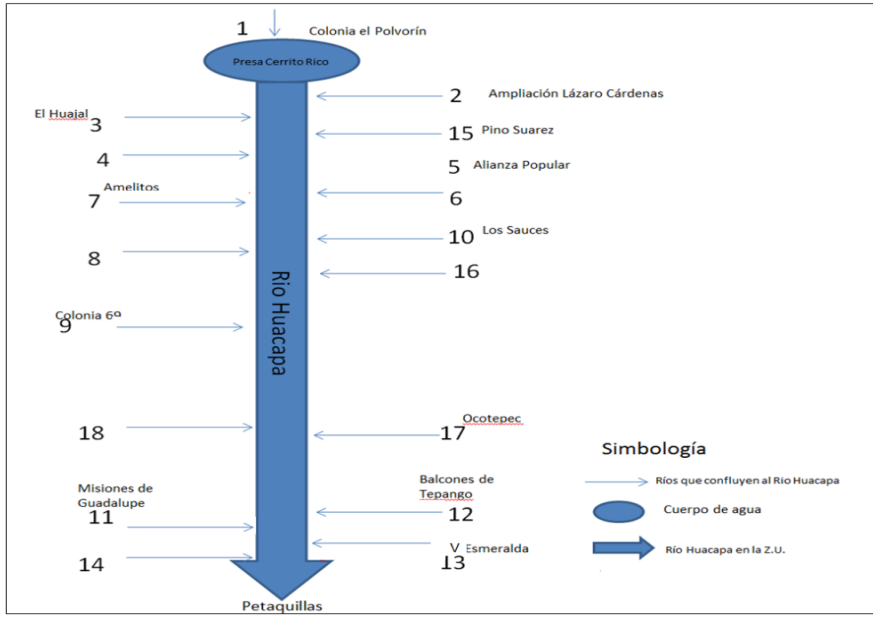 1 Colonia el Polvorín
Presa Cerrito Rico
2 Ampliación Lázaro Cárdenas
El Huajal
3
15 Pino Suarez
4
5 Alianza Popular
Amelitos
7
6
10 Los Sauces
8
16
Rio Huacapa
Colonia 6ª
9
Ocotepec
18
17
Simbología
Ríos que confluyen al Rio Huacapa
Misiones de
Guadalupe
11
Balcones de
Tepango
12
Cuerpo de agua
V Esmeralda
13
14
Río Huacapa en la Z.U.
Petaquillas